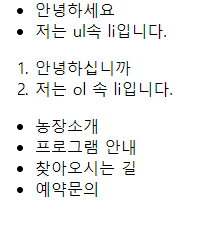 • 안녕하세요
• 저는 ul속 li입니다.
1. 안녕하십니까
2. 저는 ol 속 li입니다.
• 농장소개
• 프로그램 안내
• 찾아오시는 길
• 예약문의